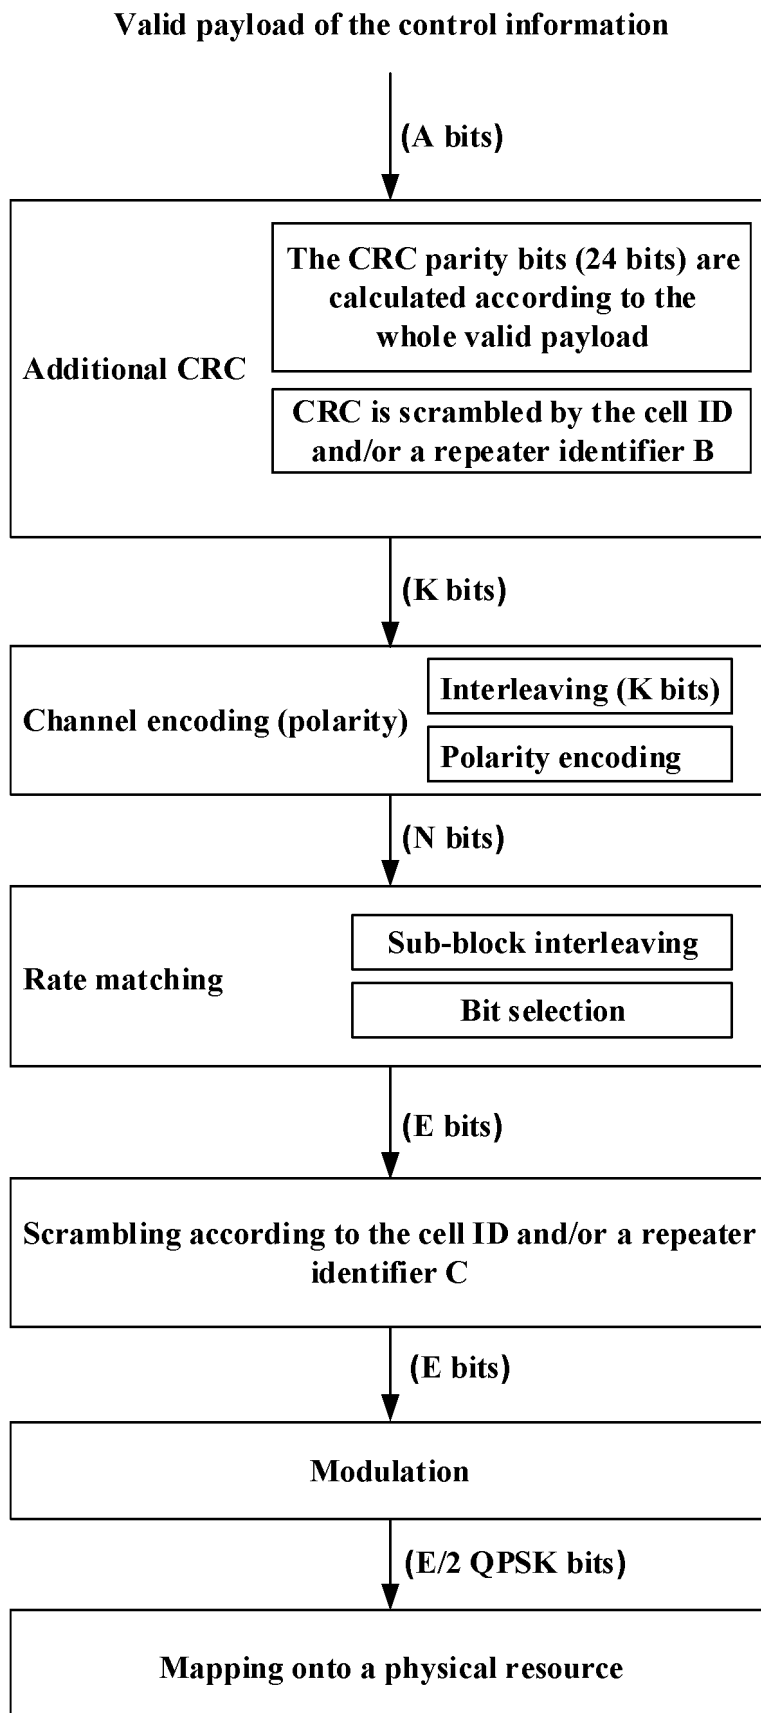 Valid payload of the control information
(A bits)
The CRC parity bits (24 bits) are
calculated according to the
whole valid payload
Additional CRC
CRC is scrambled by the cell ID
and/or a repeater identifier B
(K bits)
Interleaving (K bits)
Channel encoding (polarity)
Polarity encoding
(N bits)
Sub-block interleaving
Rate matching
Bit selection
(E bits)
Scrambling according to the cell ID and/or a repeater
identifier C
(E bits)
Modulation
(E/2 QPSK bits)
Mapping onto a physical resource